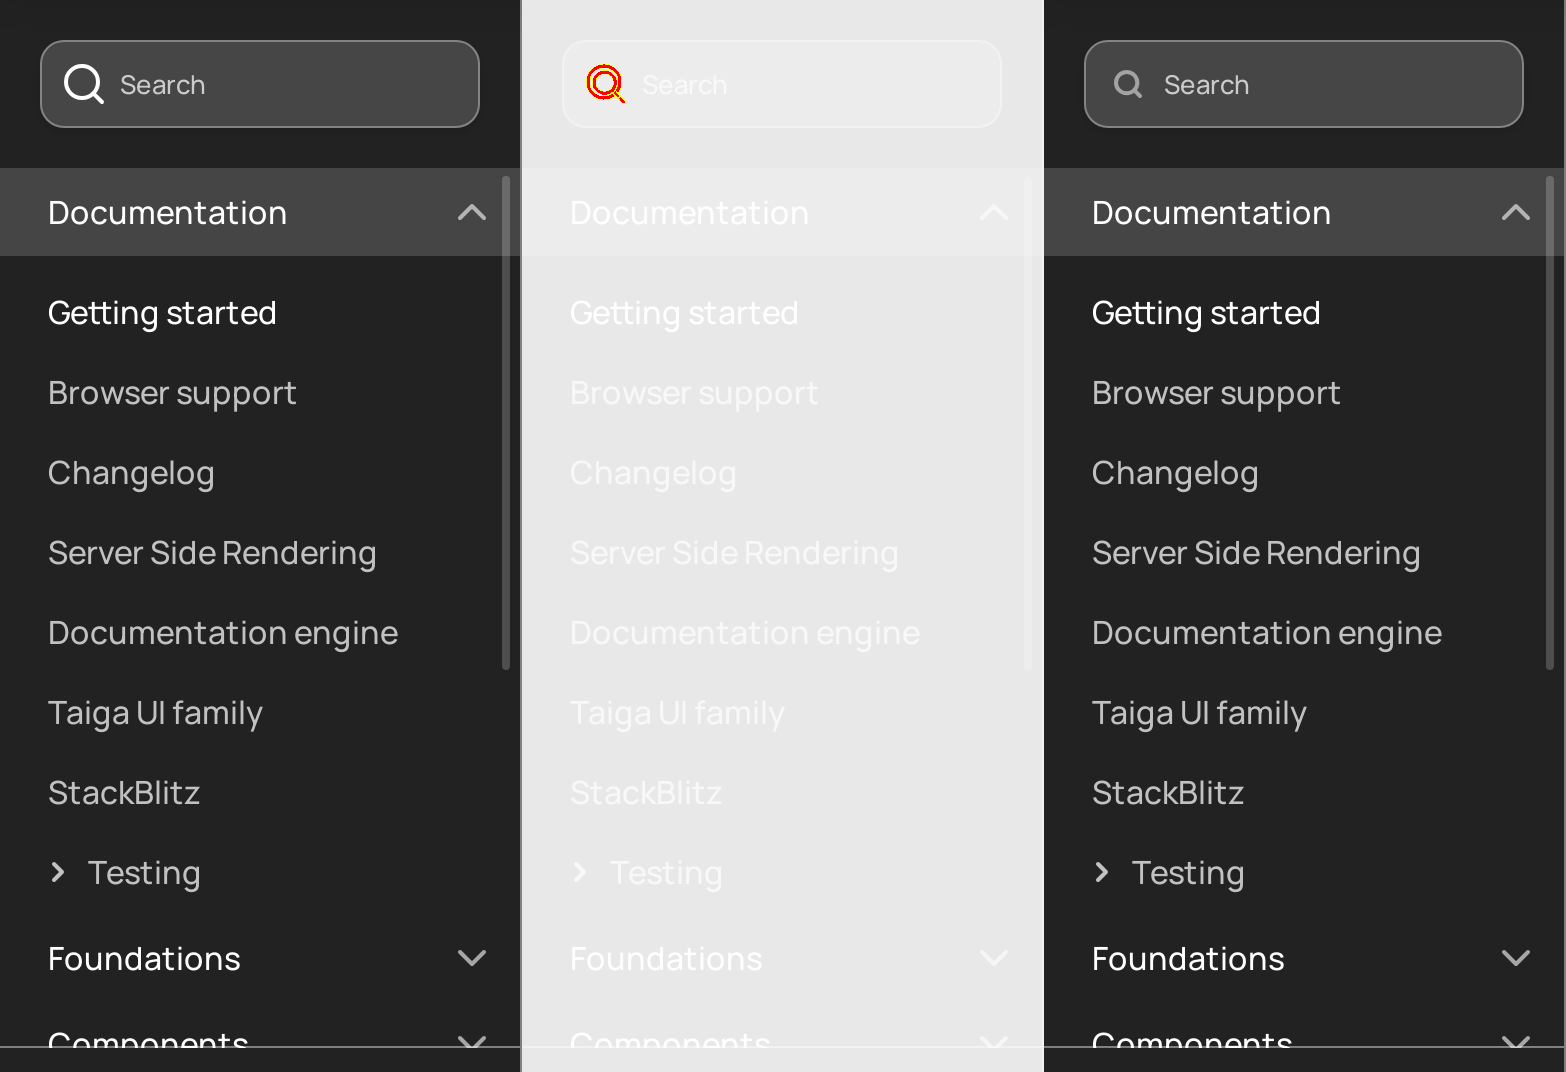 Search
Documentation
Getting started
Browser support
Changelog
Server Side Rendering
Documentation engine
Taiga UI family
StackBlitz
Testing
Foundations
Components
Search
Documentation
Getting started
Browser support
Changelog
Server Side Rendering
Documentation engine
Taiga UI family
StackBlitz
Testing
Foundations
Components
Search
Documentation
Getting started
Browser support
Changelog
Server Side Rendering
Documentation engine
Taiga UI family
StackBlitz
Testing
Foundations
Components